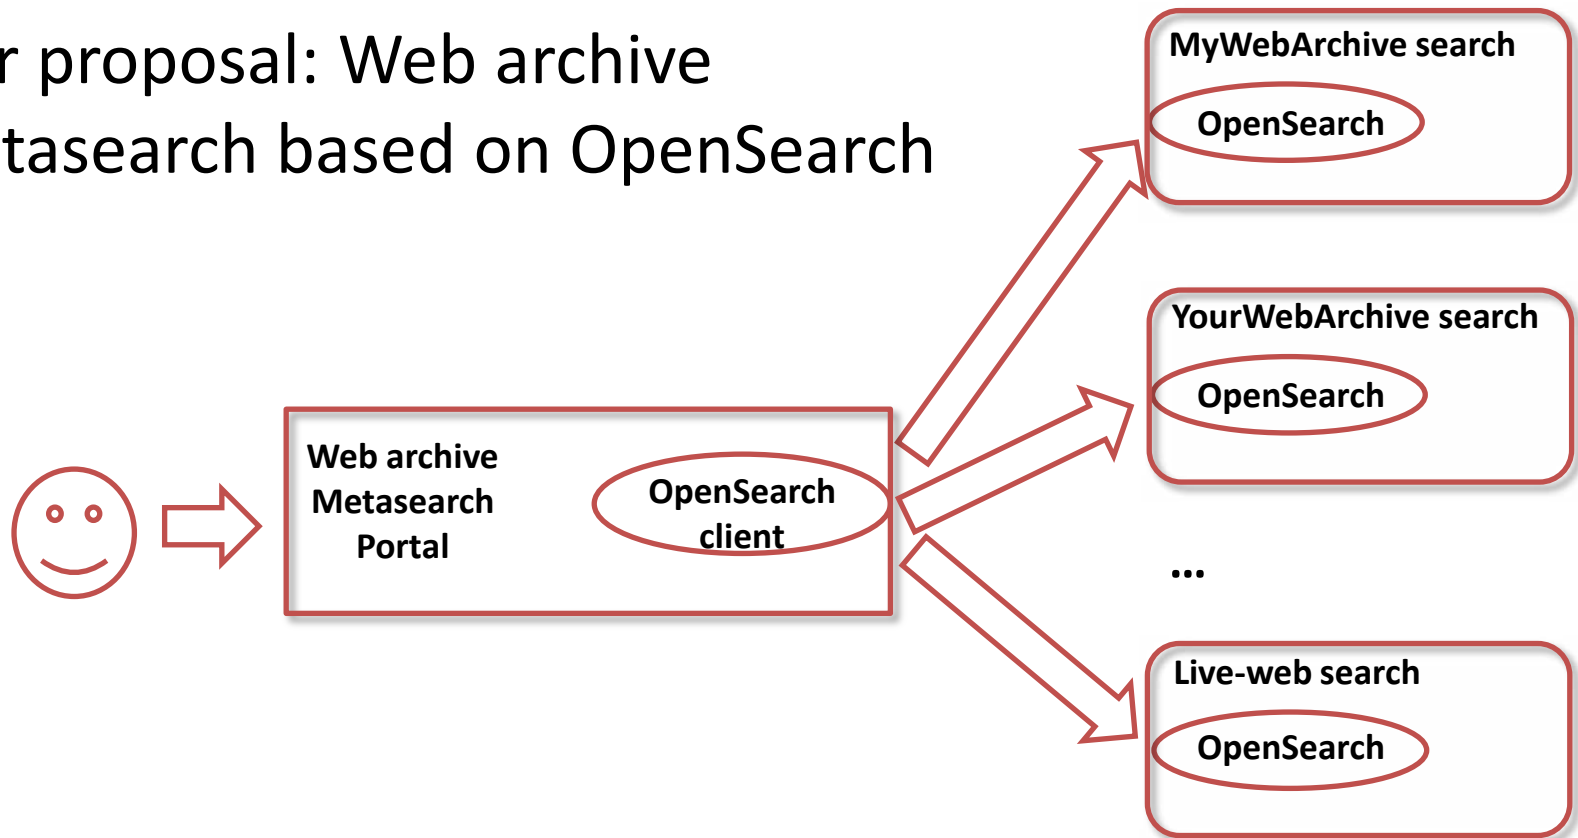 r proposal: Web archive
tasearch based on OpenSearch
MyWebArchive search
OpenSearch
YourWebArchive search
OpenSearch
Web archive
Metasearch
Portal
OpenSearch
client
...
Live-web search
OpenSearch